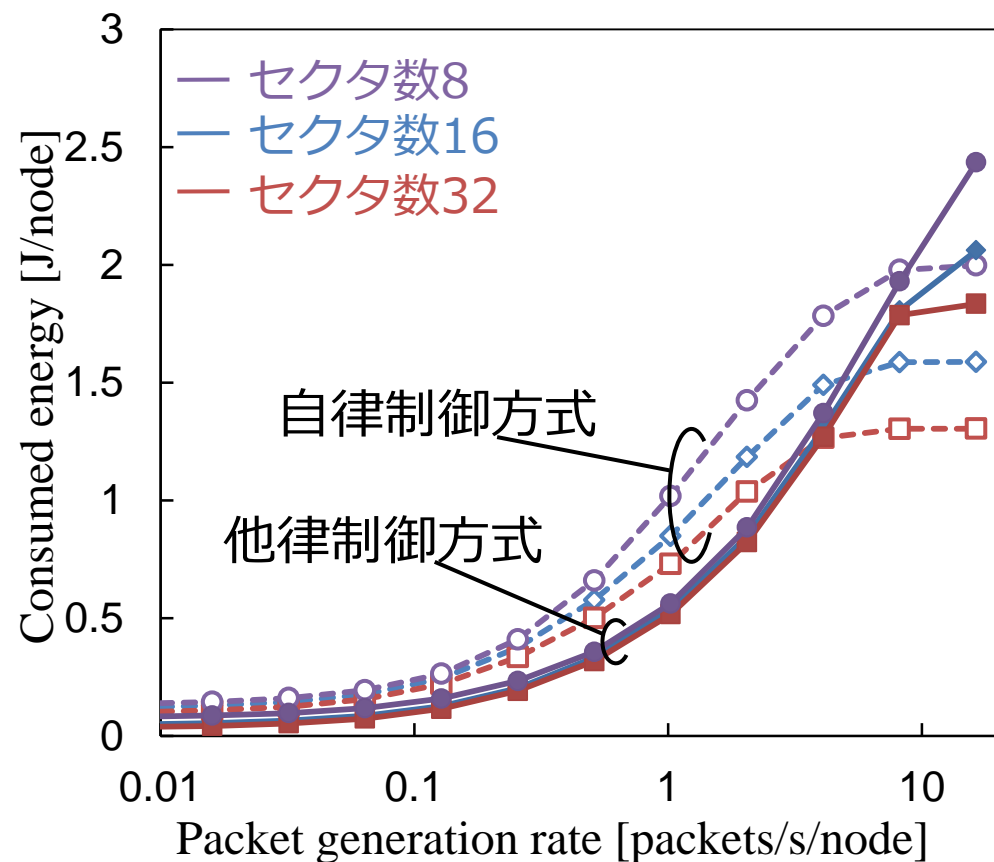 3
2.5
2
1.5
1
0.5
0
Consumed energy [J/node]
セクタ数8
セクタ数16
セクタ数32
自律制御方式
他律制御方式
0.01 0.1 1 10
Packet generation rate [packets/s/node]